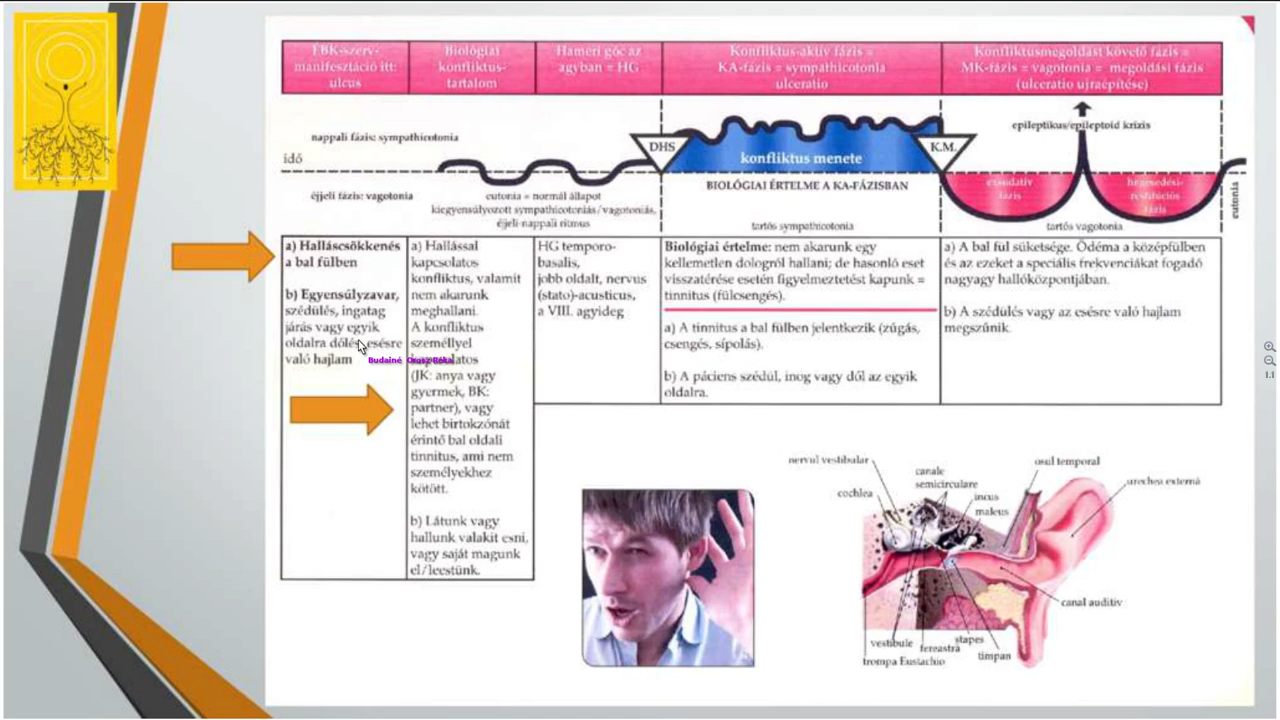 FBK-szerv-
manifesztáció itt:
ulcus
Biológiai
konfliktus-
tartalom
Hameri góc az
agyban = HG
Konfliktus-aktív fázis =
KA-fázis = sympathicotonia
ulceratio
Konfliktusmegoldást követő fázis =
MK-fázis = vagotonia = megoldási fázis
(ulceratio ujraépítése)
nappali fázis: sympathicotonia
idő
éjjeli fázis: vagotonia
eutonia = normál állapot
kiegyensúlyozott sympathicotoniás/vagotoniás,
éjjeli-nappali ritmus
DHS
konfliktus menete
K.M.
BIOLÓGIAI ÉRTELME A KA-FÁZISBAN
tartós sympathicotonia
epileptikus/epileptoid krízis
exsudatív
fázis
hegesedési-
restitúciós
fázis
tartós vagotonia
eutonia
a) Halláscsökkenés
a bal fülben
b) Egyensúlyzavar,
szédülés, ingatag
járás vagy egyik
oldalra dőlés, esésre
való hajlam
a) Hallással
kapcsolatos
konfliktus, valamit
nem akarunk
meghallani.
A konfliktus
személlyel
kapcsolatos
(JK: anya vagy
gyermek, BK:
partner), vagy
lehet birtokzónát
érintő bal oldali
tinnitus, ami nem
személyekhez
kötött.
b) Látunk vagy
hallunk valakit esni,
vagy saját magunk
el/leestünk.
HG temporo-
basalis,
jobb oldalt, nervus
(stato)-acusticus,
a VIII. agyideg
Biológiai értelme: nem akarunk egy
kellemetlen dologról hallani; de hasonló eset
visszatérése esetén figyelmeztetést kapunk =
tinnitus (fülcsengés).
a) A tinnitus a bal fülben jelentkezik (zúgás,
csengés, sípolás).
b) A páciens szédül, inog vagy dől az egyik
oldalra.
a) A bal fül süketsége. Ödéma a középfülben
és az ezeket a speciális frekvenciákat fogadó
nagyagy hallóközpontjában.
b) A szédülés vagy az esésre való hajlam
megszűnik.
Budainé
nervul vestibular
cochlea
canale
semicirculare
incus
maleus
osul temporal
urechea externă
canal auditiv
vestibule
fereastra
stapes
timpan
trompa Eustachio
1:1